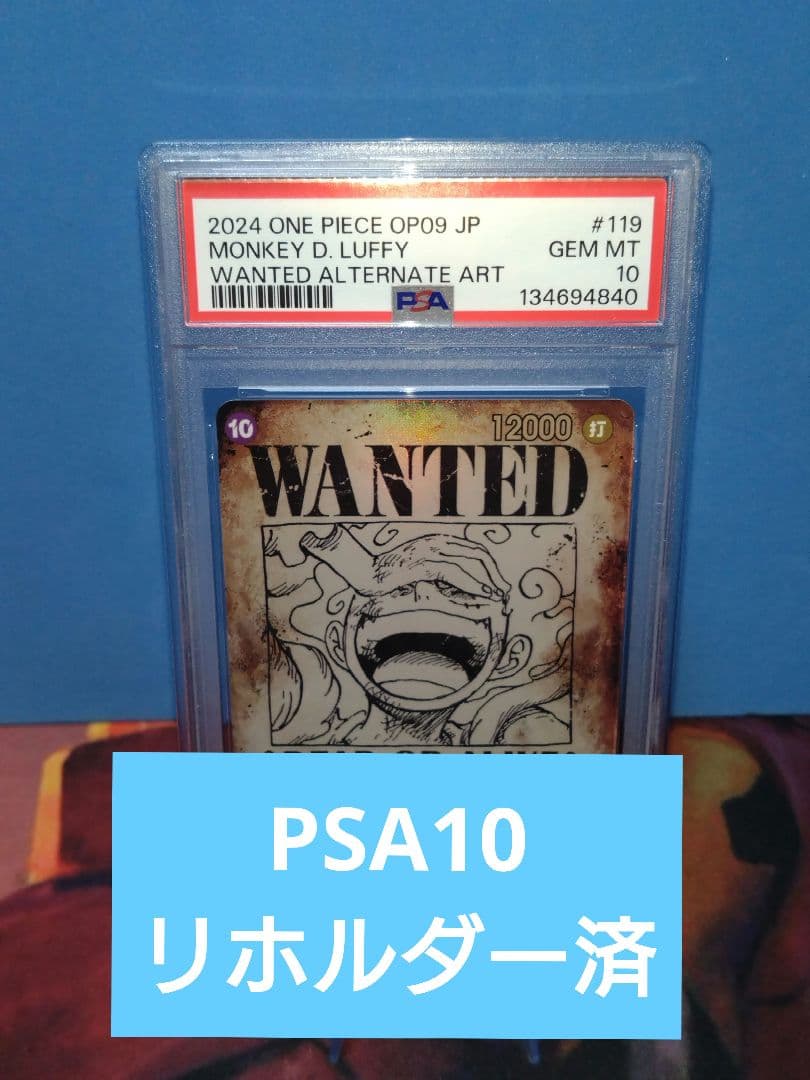 2024 ONE PIECE OP09 JP #119
MONKEY D. LUFFY GEM MT
WANTED ALTERNATE ART 10
PSA 134694840
10 12000 打
WANTED
PSA10
リホルダー済